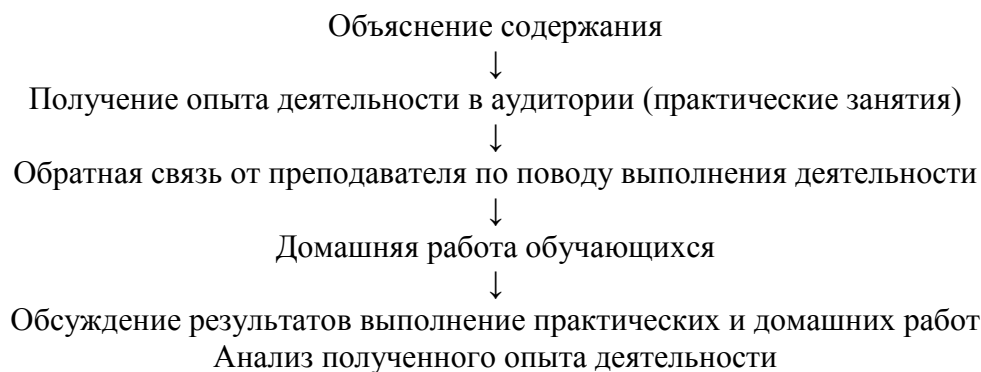 Объяснение содержания
↓
Получение опыта деятельности в аудитории (практические занятия)
↓
Обратная связь от преподавателя по поводу выполнения деятельности
↓
Домашняя работа обучающихся
↓
Обсуждение результатов выполнение практических и домашних работ
Анализ полученного опыта деятельности